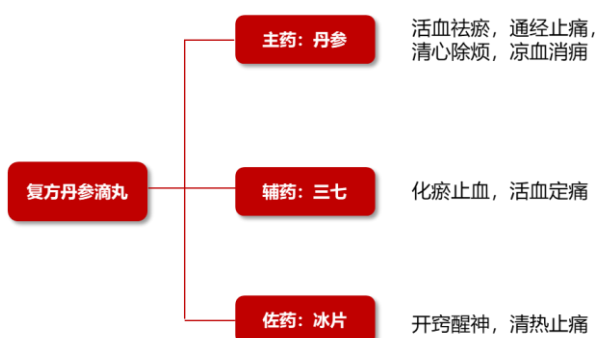 主药：丹参
活血祛瘀，通经止痛，
清心除烦，凉血消痈
复方丹参滴丸
辅药：三七
化瘀止血，活血定痛
佐药：冰片
开窍醒神，清热止痛